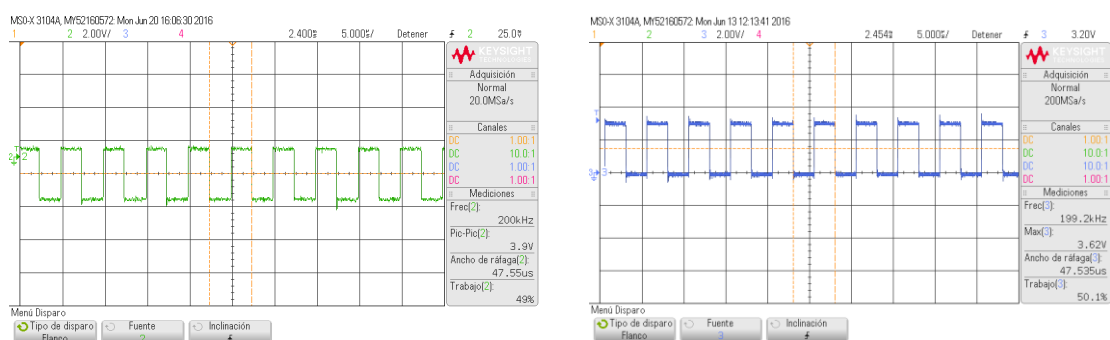 MSO-X 3104A, MY52160572: Mon Jun 20 16:06:30 2016
1 2 2.00V/ 3 4 2.400s 5.000s/ Detener 2 25.0
KEYSIGHT
TECHNOLOGIES
Adquisición
Normal
20.0MSa/s
Canales
DC 1.00:1
DC 10.0:1
DC 1.00:1
DC 1.00:1
Mediciones
Frec(2):
200kHz
Pic-Pic(2):
3.9V
Ancho de ráfaga(2):
47.55us
Trabajo(2):
49%
Menú Disparo
Tipo de disparo
Flanco
Fuente
2
Inclinación
MSO-X 3104A, MY52160572: Mon Jun 13 12:13:41 2016
1 2 3 2.00V/ 4 2.454s 5.000s/ Detener 3 3.20V
KEYSIGHT
TECHNOLOGIES
Adquisición
Normal
200MSa/s
Canales
DC 1.00:1
DC 10.0:1
DC 10.0:1
DC 1.00:1
Mediciones
Frec(3):
199.2kHz
Max(3):
3.62V
Ancho de ráfaga(3):
47.535us
Trabajo(3):
50.1%
Menú Disparo
Tipo de disparo
Flanco
Fuente
3
Inclinación